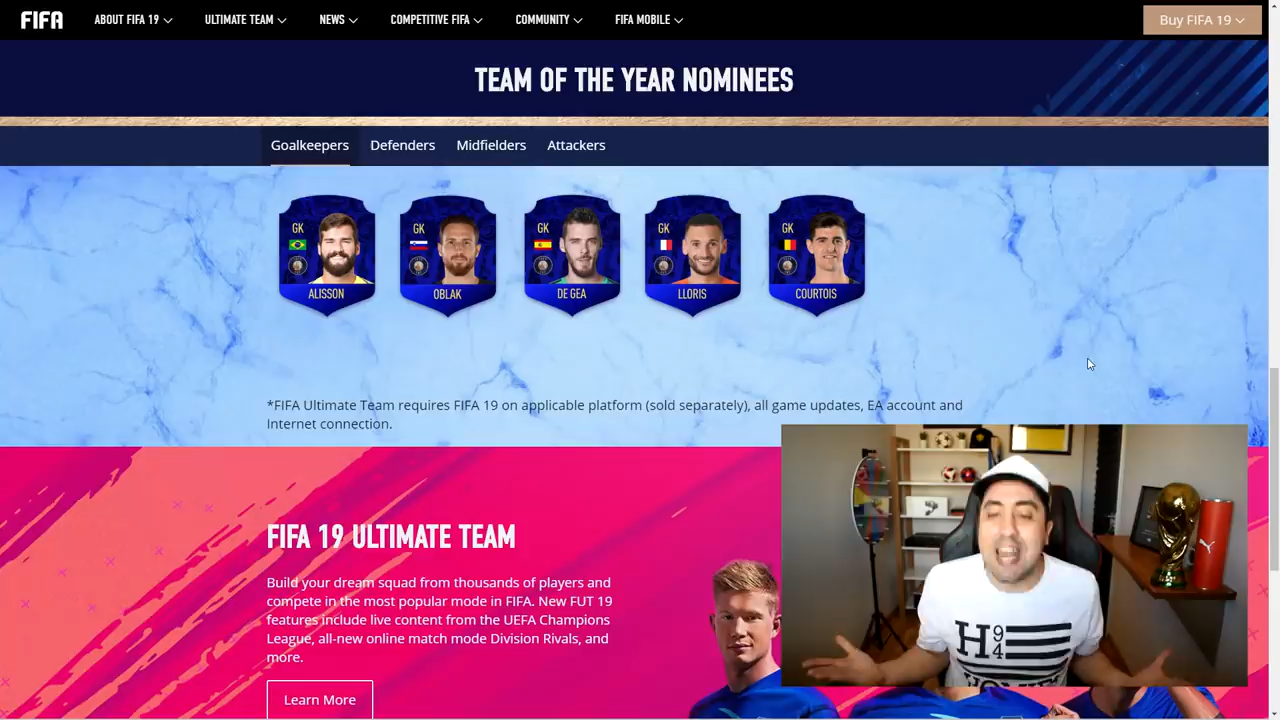 FIFA
ABOUT FIFA 19
ULTIMATE TEAM
NEWS
COMPETITIVE FIFA
COMMUNITY
FIFA MOBILE
Buy FIFA 19
TEAM OF THE YEAR NOMINEES
Goalkeepers
Defenders
Midfielders
Attackers
GK
ALISSON
GK
OBLAK
GK
DE GEA
GK
LLORIS
GK
COURTOIS
*FIFA Ultimate Team requires FIFA 19 on applicable platform (sold separately), all game updates, EA account and
Internet connection.
FIFA 19 ULTIMATE TEAM
Build your dream squad from thousands of players and
compete in the most popular mode in FIFA. New FUT 19
features include live content from the UEFA Champions
League, all-new online match mode Division Rivals, and
more.
Learn More
H 94